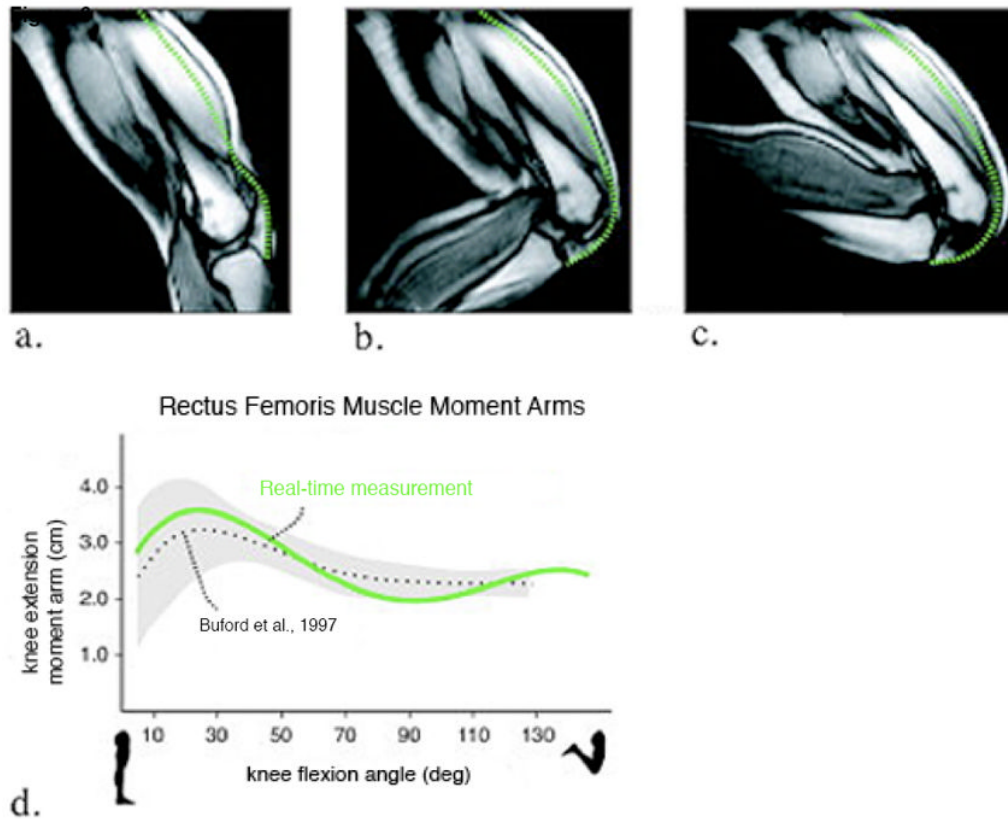 a.
b.
c.
Rectus Femoris Muscle Moment Arms
4.0
3.0
2.0
1.0
knee extension
moment arm (cm)
Real-time measurement
Buford et al., 1997
10 30 50 70 90 110 130
knee flexion angle (deg)
d.